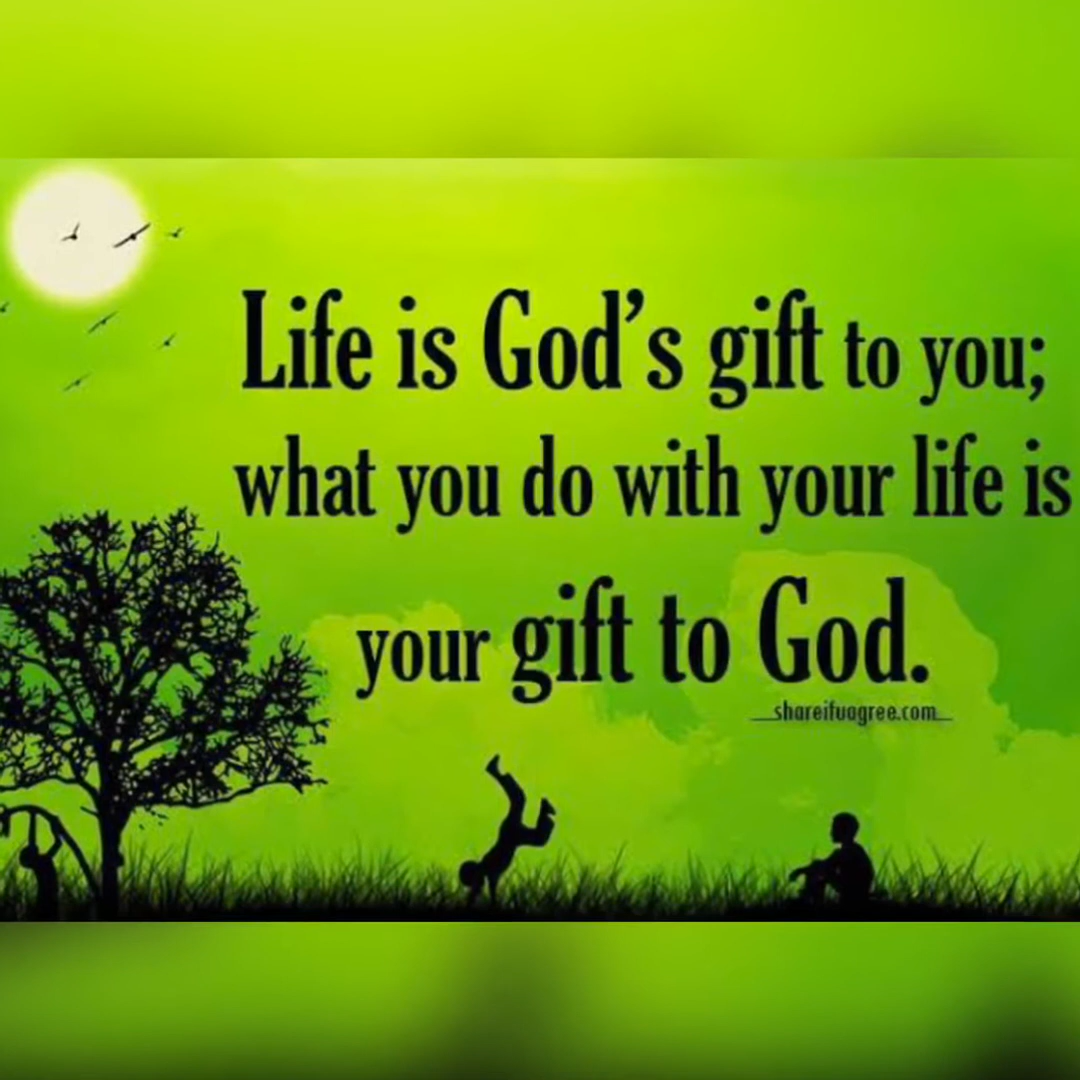 Life is God's gift to you;
what you do with your life is
your gift to God.
shareifuagree.com